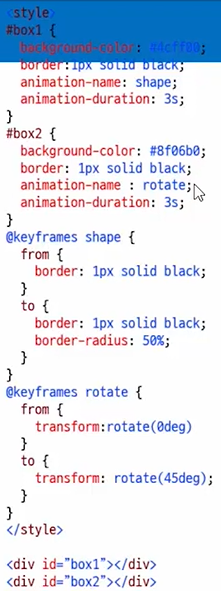 <style>
#box1 {
background-color: #4cff00;
border:1px solid black;
animation-name: shape;
animation-duration: 3s;
}
#box2 {
background-color: #8f06b0;
border: 1px solid black;
animation-name : rotate;
animation-duration: 3s;
}
@keyframes shape {
from {
border: 1px solid black;
}
to {
border: 1px solid black;
border-radius: 50%;
}
}
@keyframes rotate {
from {
transform:rotate(0deg)
}
to {
transform: rotate(45deg);
}
}
</style>
<div id="box1"></div>
<div id="box2"></div>